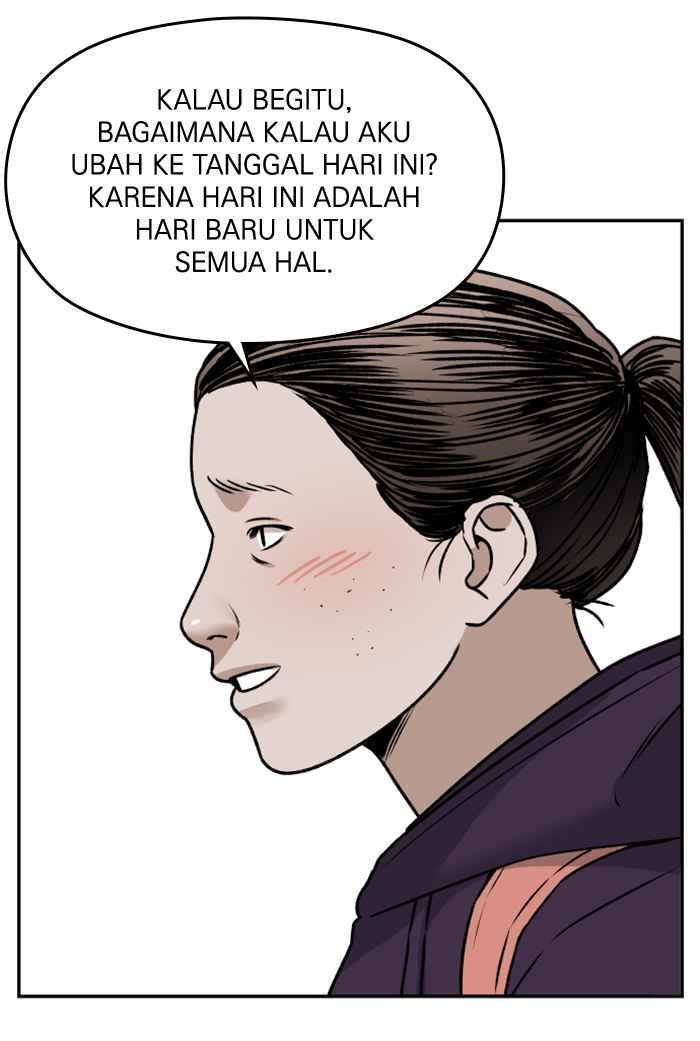 KALAU BEGITU,
BAGAIMANA KALAU AKU
UBAH KE TANGGAL HARI INI?
KARENA HARI INI ADALAH
HARI BARU UNTUK
SEMUA HAL.